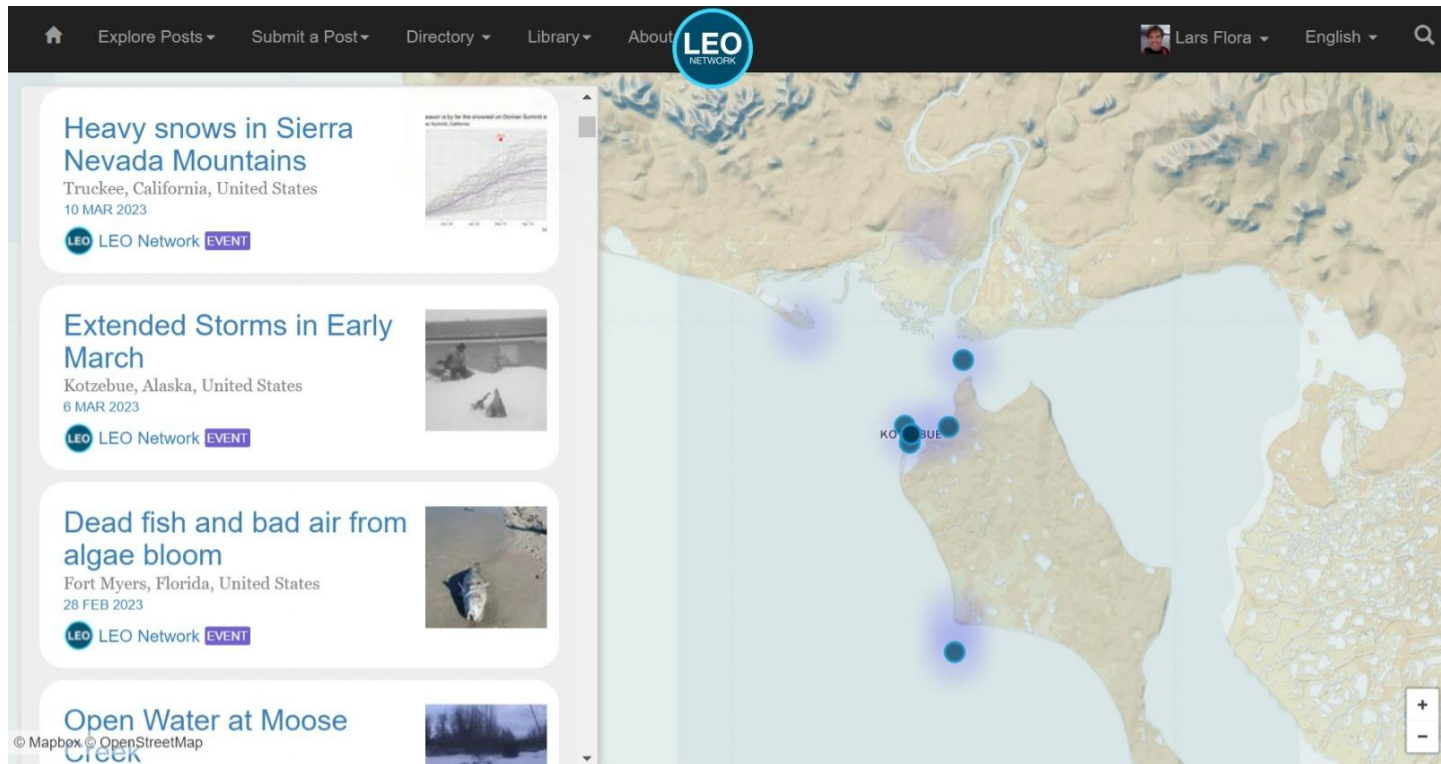 Explore Posts
Submit a Post
Directory
Library
About
LEO
NETWORK
Lars Flora
English
Heavy snows in Sierra
Nevada Mountains
Truckee, California, United States
10 MAR 2023
LEO LEO Network EVENT
Extended Storms in Early
March
Kotzebue, Alaska, United States
6 MAR 2023
LEO LEO Network EVENT
Dead fish and bad air from
algae bloom
Fort Myers, Florida, United States
28 FEB 2023
LEO LEO Network EVENT
Open Water at Moose
Creek
© Mapbox © OpenStreetMap
+
−